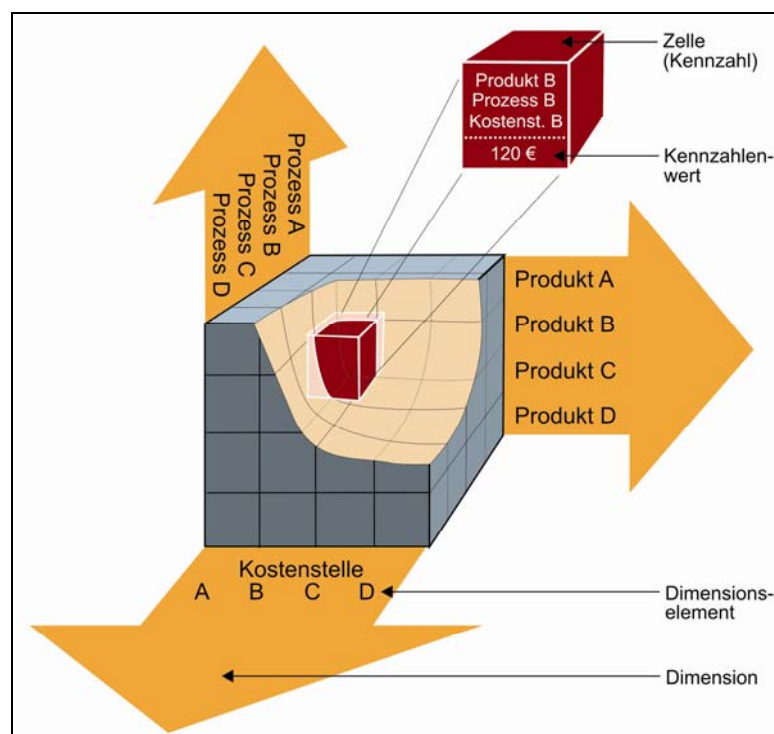 Zelle
(Kennzahl)
Produkt B
Prozess B
Kostenst. B
120 €
Kennzahlen-
wert
Prozess A
Prozess B
Prozess C
Prozess D
Produkt A
Produkt B
Produkt C
Produkt D
Kostenstelle
A B C D
Dimensions-
element
Dimension